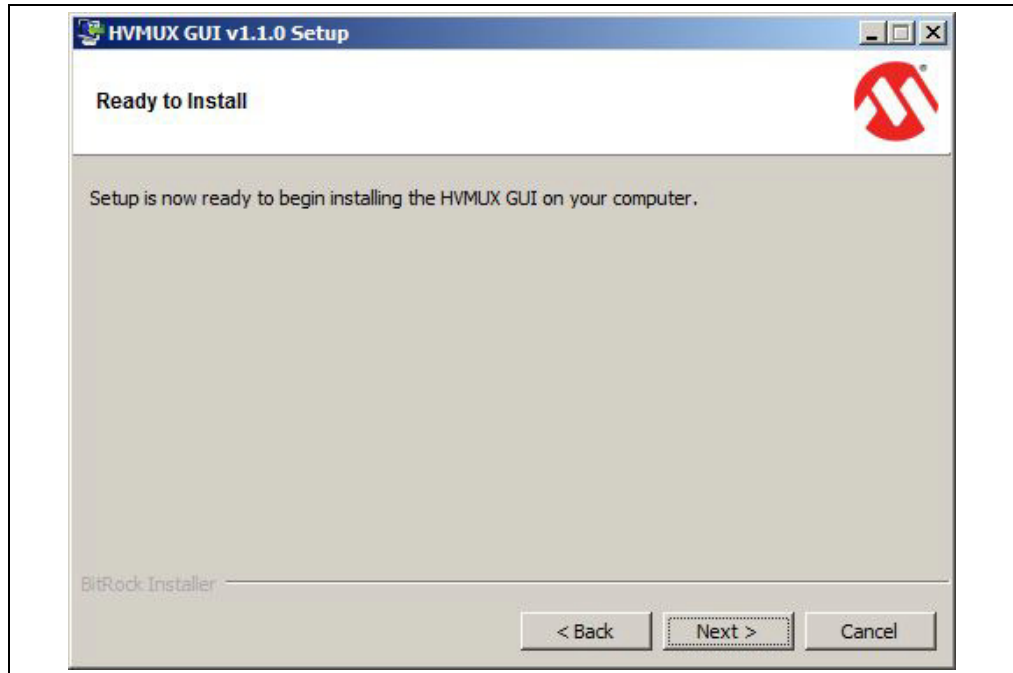 HVMUX GUI v1.1.0 Setup
Ready to Install
Setup is now ready to begin installing the HVMUX GUI on your computer.
BitRock Installer
< Back Next > Cancel